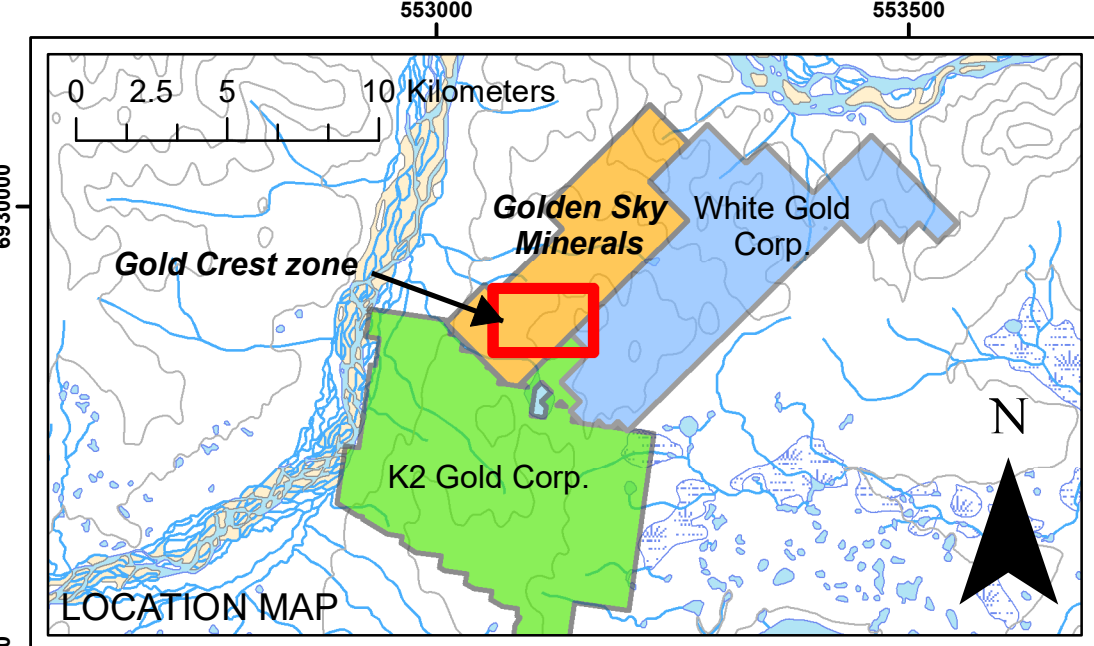 553000 553500
0 2.5 5 10 Kilometers
6930000
Golden Sky
Minerals
White Gold
Corp.
Gold Crest zone
N
K2 Gold Corp.
LOCATION MAP
0